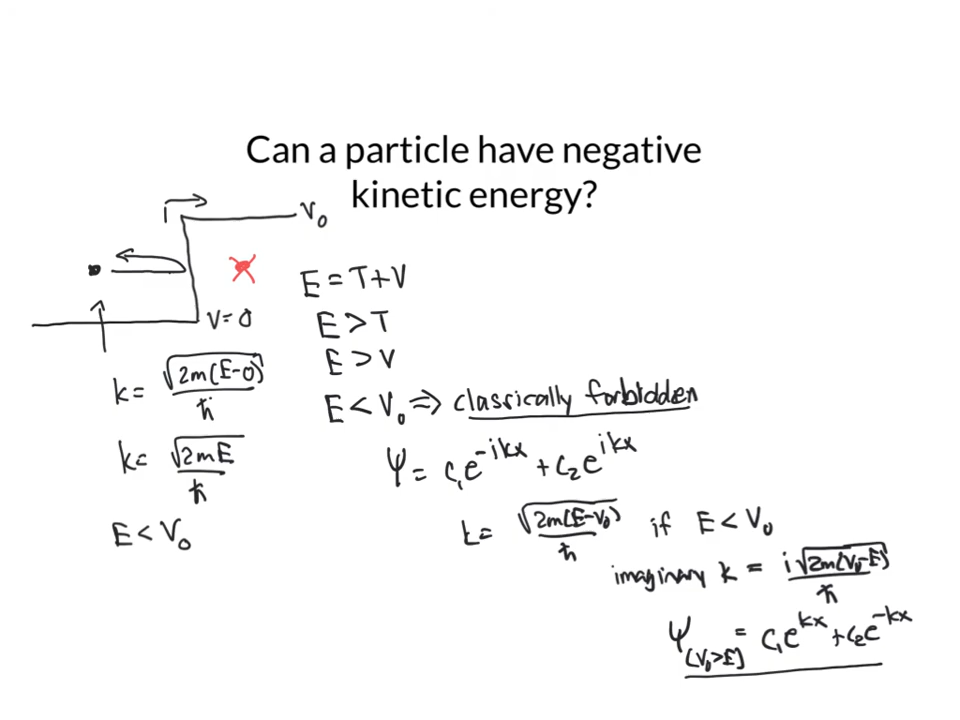 Can a particle have negative
kinetic energy?
V₀
V=0
E = T+V
E > T
E > V
E < V₀ ⇒ classically forbidden
k = √(2m(E-0)) / ħ
k = √(2mE) / ħ
E < V₀
Ψ = c₁e^(-ikx) + c₂e^(ikx)
k = √(2m(E-V₀)) / ħ if E < V₀
imaginary k = i√(2m(V₀-E)) / ħ
Ψ(V₀>E) = c₁e^(kx) + c₂e^(-kx)